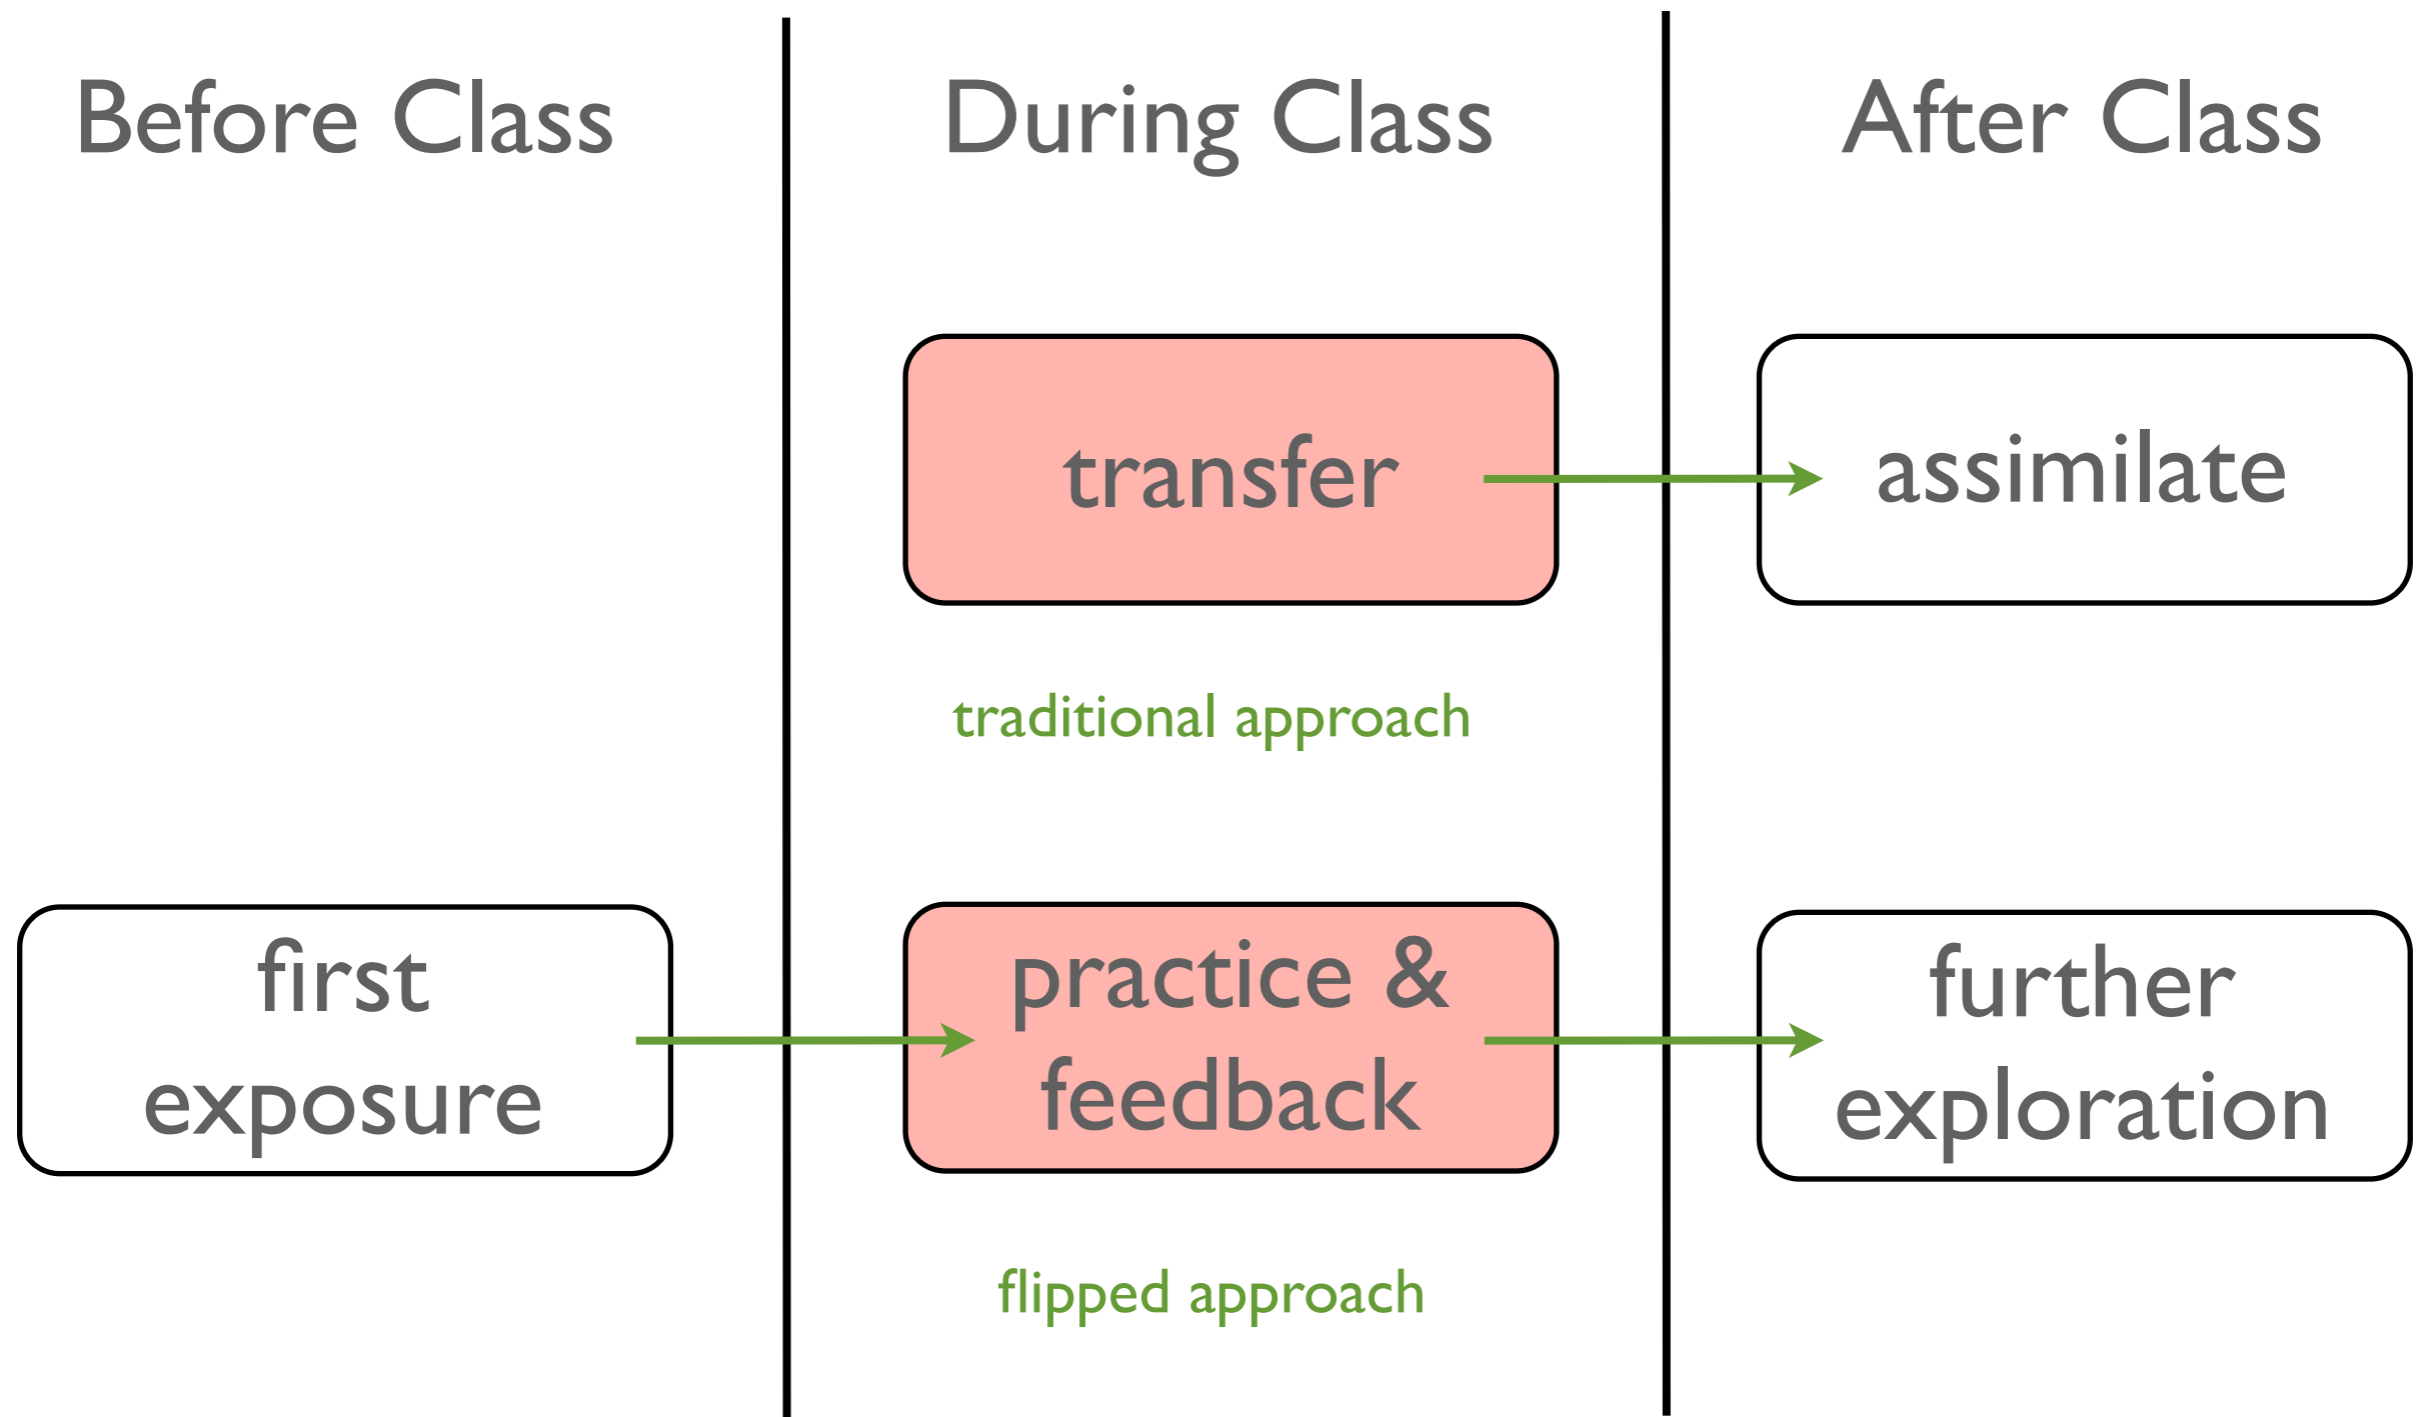 Before Class
During Class
After Class
transfer
assimilate
traditional approach
first
exposure
practice &
feedback
further
exploration
flipped approach